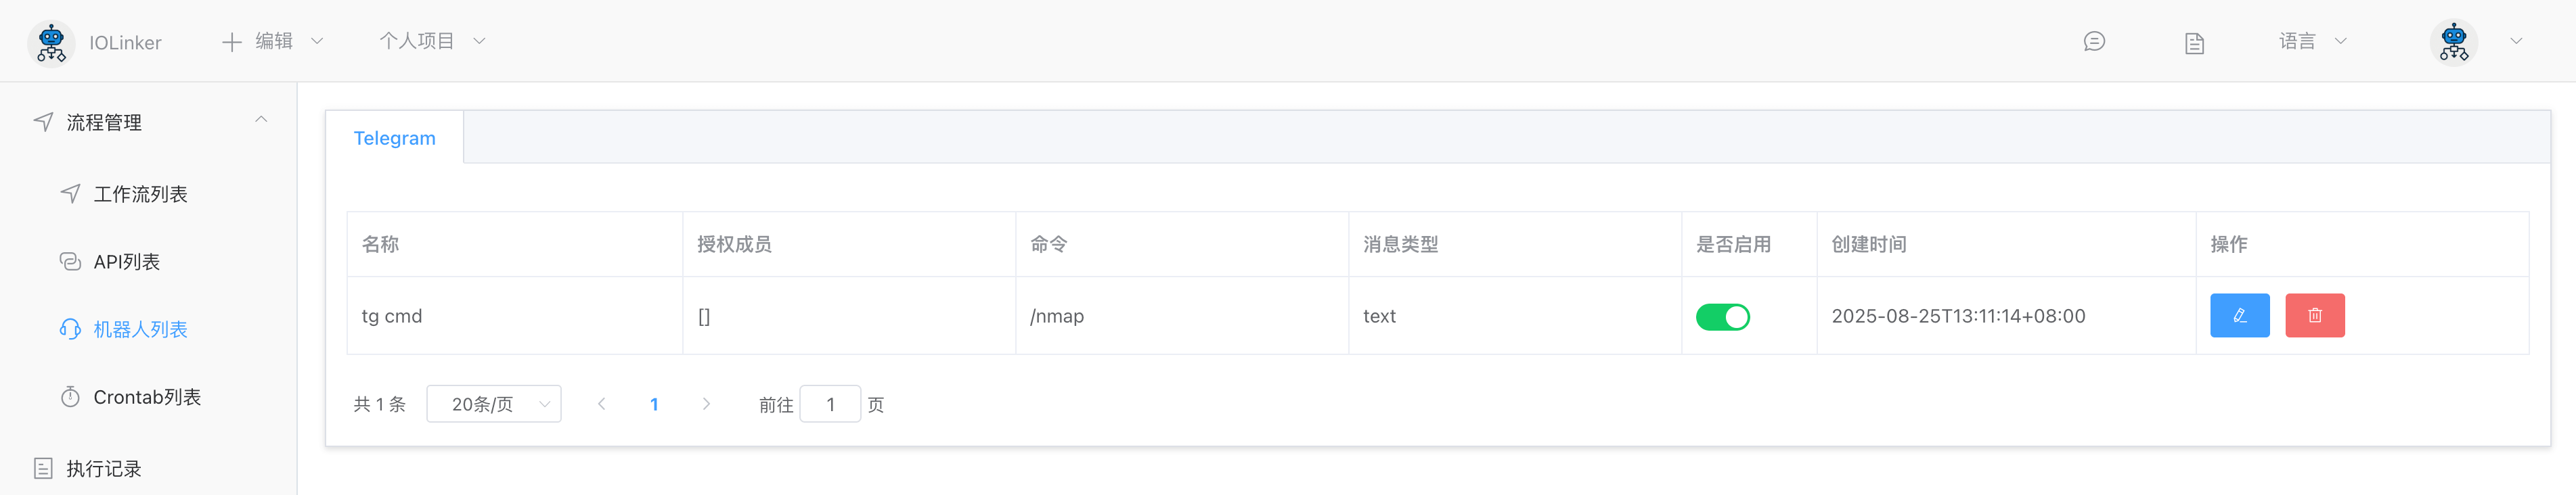 IOLinker 编辑 个人项目 语言
流程管理
工作流列表
API列表
机器人列表
Crontab列表
执行记录
Telegram
名称 授权成员 命令 消息类型 是否启用 创建时间 操作
tg cmd [] /nmap text 2025-08-25T13:11:14+08:00
共 1 条 20条/页 1 前往 1 页